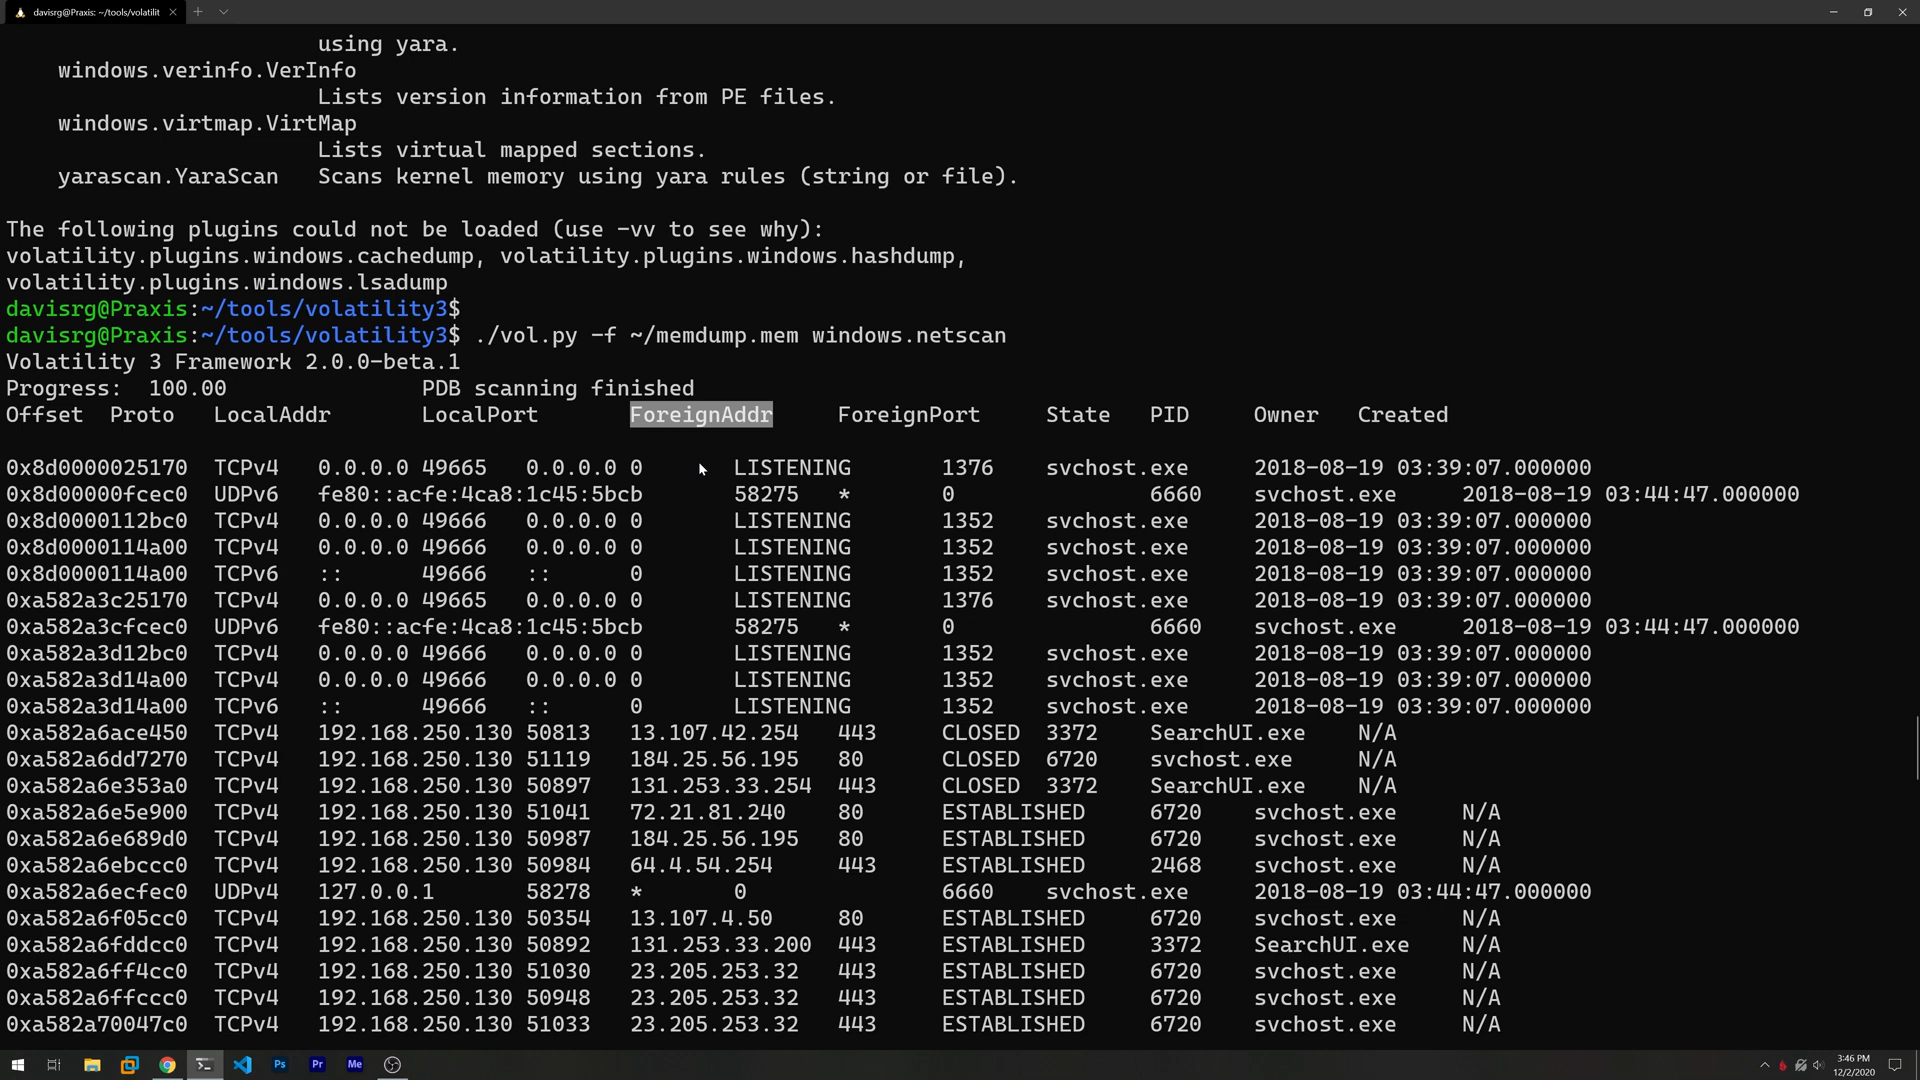 davisrg@Praxis: ~/tools/volatilit
using yara.
windows.verinfo.VerInfo
Lists version information from PE files.
windows.virtmap.VirtMap
Lists virtual mapped sections.
yarascan.YaraScan Scans kernel memory using yara rules (string or file).
The following plugins could not be loaded (use -vv to see why):
volatility.plugins.windows.cachedump, volatility.plugins.windows.hashdump,
volatility.plugins.windows.lsadump
davisrg@Praxis:~/tools/volatility3$
davisrg@Praxis:~/tools/volatility3$ ./vol.py -f ~/memdump.mem windows.netscan
Volatility 3 Framework 2.0.0-beta.1
Progress: 100.00 PDB scanning finished
Offset Proto LocalAddr LocalPort ForeignAddr ForeignPort State PID Owner Created
0x8d0000025170 TCPv4 0.0.0.0 49665 0.0.0.0 0 LISTENING 1376 svchost.exe 2018-08-19 03:39:07.000000
0x8d00000fcec0 UDPv6 fe80::acfe:4ca8:1c45:5bcb 58275 * 0 6660 svchost.exe 2018-08-19 03:44:47.000000
0x8d0000112bc0 TCPv4 0.0.0.0 49666 0.0.0.0 0 LISTENING 1352 svchost.exe 2018-08-19 03:39:07.000000
0x8d0000114a00 TCPv4 0.0.0.0 49666 0.0.0.0 0 LISTENING 1352 svchost.exe 2018-08-19 03:39:07.000000
0x8d0000114a00 TCPv6 :: 49666 :: 0 LISTENING 1352 svchost.exe 2018-08-19 03:39:07.000000
0xa582a3c25170 TCPv4 0.0.0.0 49665 0.0.0.0 0 LISTENING 1376 svchost.exe 2018-08-19 03:39:07.000000
0xa582a3cfcec0 UDPv6 fe80::acfe:4ca8:1c45:5bcb 58275 * 0 6660 svchost.exe 2018-08-19 03:44:47.000000
0xa582a3d12bc0 TCPv4 0.0.0.0 49666 0.0.0.0 0 LISTENING 1352 svchost.exe 2018-08-19 03:39:07.000000
0xa582a3d14a00 TCPv4 0.0.0.0 49666 0.0.0.0 0 LISTENING 1352 svchost.exe 2018-08-19 03:39:07.000000
0xa582a3d14a00 TCPv6 :: 49666 :: 0 LISTENING 1352 svchost.exe 2018-08-19 03:39:07.000000
0xa582a6ace450 TCPv4 192.168.250.130 50813 13.107.42.254 443 CLOSED 3372 SearchUI.exe N/A
0xa582a6dd7270 TCPv4 192.168.250.130 51119 184.25.56.195 80 CLOSED 6720 svchost.exe N/A
0xa582a6e353a0 TCPv4 192.168.250.130 50897 131.253.33.254 443 CLOSED 3372 SearchUI.exe N/A
0xa582a6e5e900 TCPv4 192.168.250.130 51041 72.21.81.240 80 ESTABLISHED 6720 svchost.exe N/A
0xa582a6e689d0 TCPv4 192.168.250.130 50987 184.25.56.195 80 ESTABLISHED 6720 svchost.exe N/A
0xa582a6ebccc0 TCPv4 192.168.250.130 50984 64.4.54.254 443 ESTABLISHED 2468 svchost.exe N/A
0xa582a6ecfec0 UDPv4 127.0.0.1 58278 * 0 6660 svchost.exe 2018-08-19 03:44:47.000000
0xa582a6f05cc0 TCPv4 192.168.250.130 50354 13.107.4.50 80 ESTABLISHED 6720 svchost.exe N/A
0xa582a6fddcc0 TCPv4 192.168.250.130 50892 131.253.33.200 443 ESTABLISHED 3372 SearchUI.exe N/A
0xa582a6ff4cc0 TCPv4 192.168.250.130 51030 23.205.253.32 443 ESTABLISHED 6720 svchost.exe N/A
0xa582a6ffccc0 TCPv4 192.168.250.130 50948 23.205.253.32 443 ESTABLISHED 6720 svchost.exe N/A
0xa582a70047c0 TCPv4 192.168.250.130 51033 23.205.253.32 443 ESTABLISHED 6720 svchost.exe N/A
Ps Pr Me
3:46 PM
12/2/2020